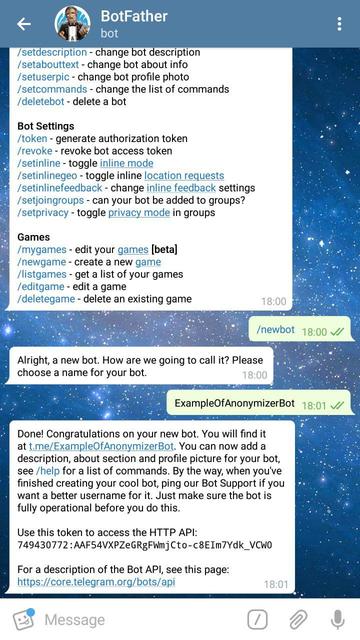 BotFather
bot
/setdescription - change bot description
/setabouttext - change bot about info
/setuserpic - change bot profile photo
/setcommands - change the list of commands
/deletebot - delete a bot
Bot Settings
/token - generate authorization token
/revoke - revoke bot access token
/setinline - toggle inline mode
/setinlinegeo - toggle inline location requests
/setinlinefeedback - change inline feedback settings
/setjoingroups - can your bot be added to groups?
/setprivacy - toggle privacy mode in groups
Games
/mygames - edit your games [beta]
/newgame - create a new game
/listgames - get a list of your games
/editgame - edit a game
/deletegame - delete an existing game
18:00
/newbot 18:00
Alright, a new bot. How are we going to call it? Please
choose a name for your bot.
18:00
ExampleOfAnonymizerBot 18:01
Done! Congratulations on your new bot. You will find it
at t.me/ExampleOfAnonymizerBot. You can now add a
description, about section and profile picture for your bot,
see /help for a list of commands. By the way, when you've
finished creating your cool bot, ping our Bot Support if you
want a better username for it. Just make sure the bot is
fully operational before you do this.
Use this token to access the HTTP API:
749430772:AAF54VXPZeGRgFWmjCto-c8EIm7Ydk_VCW0
For a description of the Bot API, see this page:
https://core.telegram.org/bots/api
18:01
Message